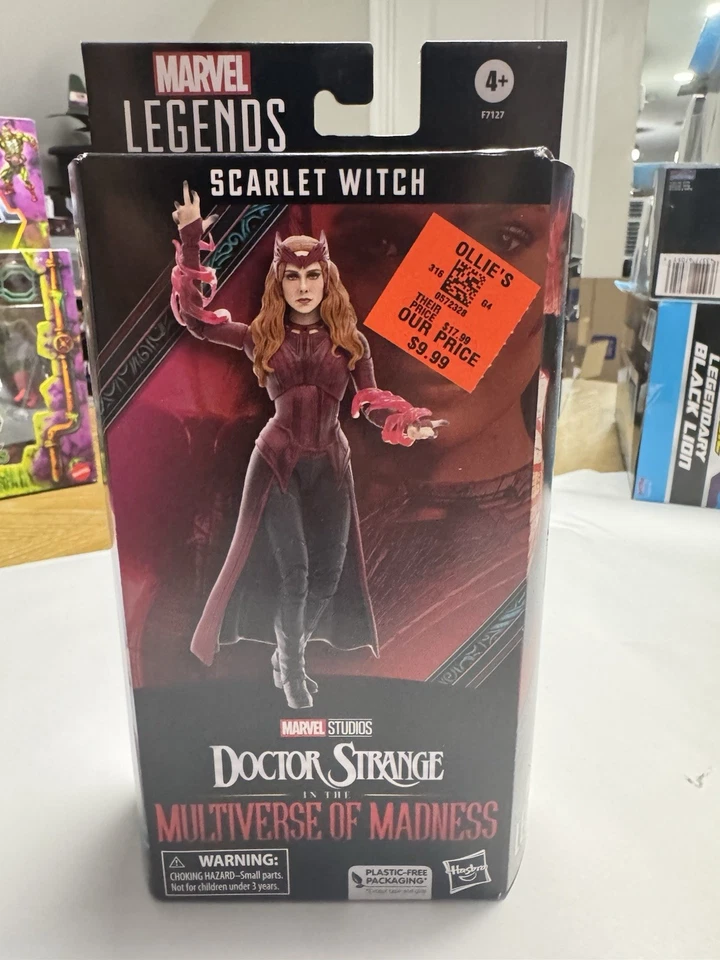 MARVEL
LEGENDS
4+
F7127
SCARLET WITCH
OLLIE'S
316
G4
0572328
THEIR
PRICE $17.99
OUR PRICE
$9.99
LEGENDARY
BLACK LION
MARVEL STUDIOS
DOCTOR STRANGE
IN THE
MULTIVERSE OF MADNESS
WARNING:
CHOKING HAZARD–Small parts.
Not for children under 3 years.
PLASTIC-FREE
PACKAGING*
Hasbro